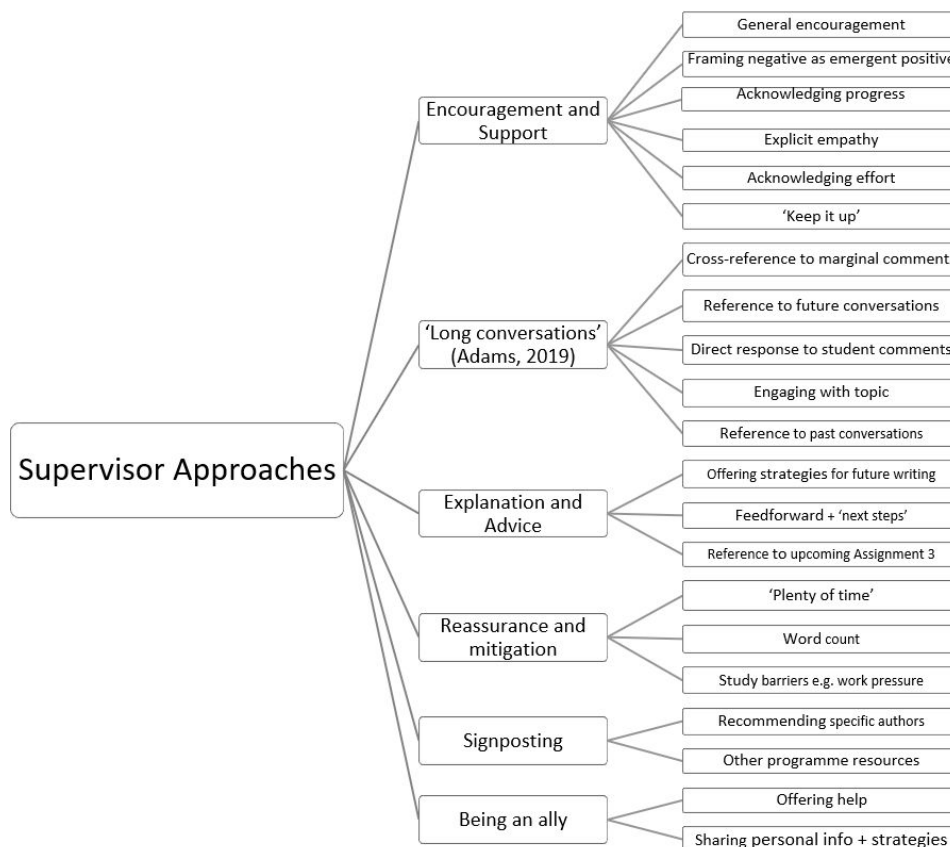 Supervisor Approaches
Encouragement and
Support
General encouragement
Framing negative as emergent positive
Acknowledging progress
Explicit empathy
Acknowledging effort
‘Keep it up’
‘Long conversations’
(Adams, 2019)
Cross-reference to marginal comment
Reference to future conversations
Direct response to student comments
Engaging with topic
Reference to past conversations
Explanation and
Advice
Offering strategies for future writing
Feedforward + ‘next steps’
Reference to upcoming Assignment 3
Reassurance and
mitigation
‘Plenty of time’
Word count
Study barriers e.g. work pressure
Signposting
Recommending specific authors
Other programme resources
Being an ally
Offering help
Sharing personal info + strategies